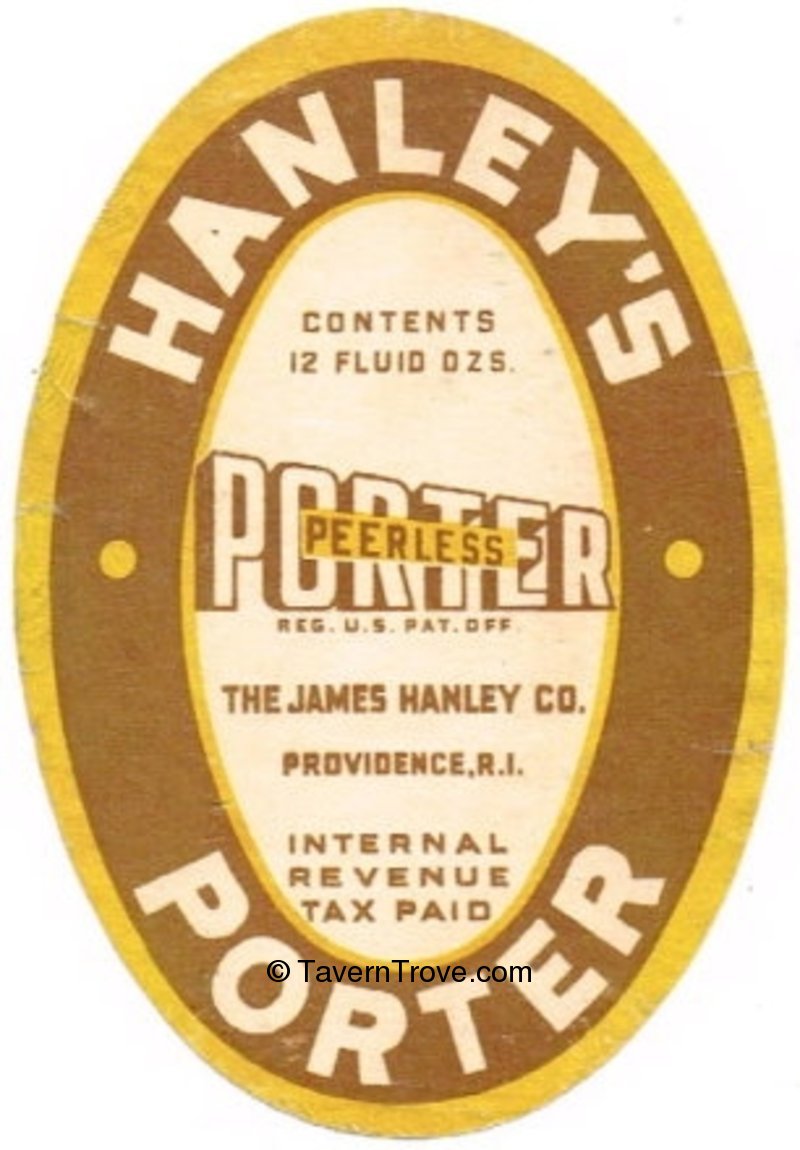 HANLEY'S
CONTENTS
12 FLUID OZS.
PORTER
PEERLESS
REG. U.S. PAT. OFF.
THE JAMES HANLEY CO.
PROVIDENCE, R.I.
INTERNAL
REVENUE
TAX PAID
© TavernTrove.com
PORTER